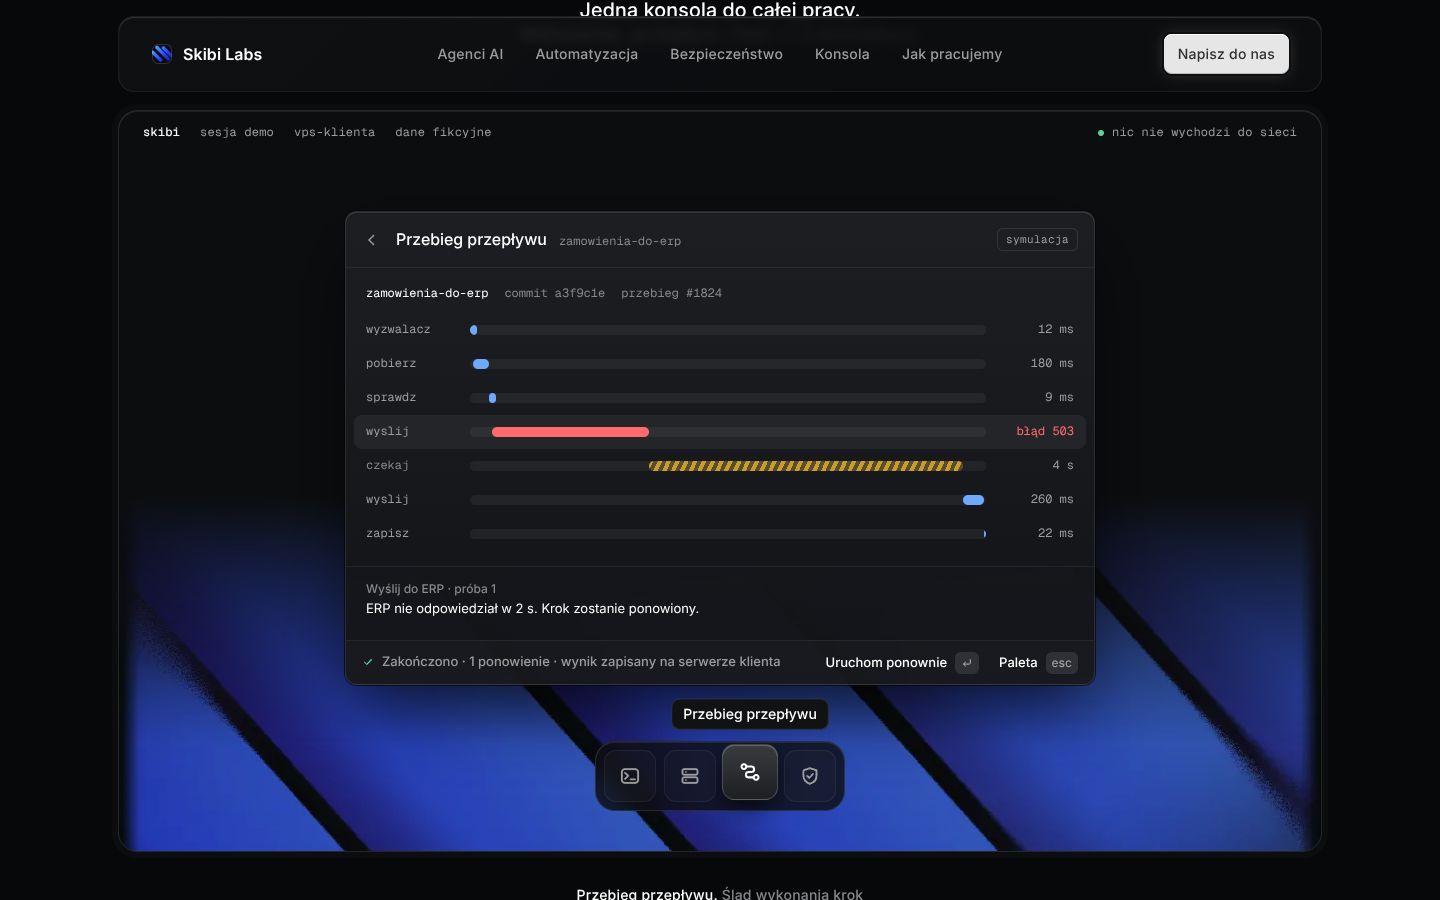 Jedna konsola do całej pracy.
Skibi Labs
Agenci AI
Automatyzacja
Bezpieczeństwo
Konsola
Jak pracujemy
Napisz do nas
skibi sesja demo vps-klienta dane fikcyjne
nic nie wychodzi do sieci
Przebieg przepływu zamowienia-do-erp
symulacja
zamowienia-do-erp commit a3f9c1e przebieg #1824
wyzwalacz 12 ms
pobierz 180 ms
sprawdz 9 ms
wyslij błąd 503
czekaj 4 s
wyslij 260 ms
zapisz 22 ms
Wyślij do ERP · próba 1
ERP nie odpowiedział w 2 s. Krok zostanie ponowiony.
Zakończono · 1 ponowienie · wynik zapisany na serwerze klienta
Uruchom ponownie ↵
Paleta esc
Przebieg przepływu
Przebieg przepływu. Ślad wykonania krok